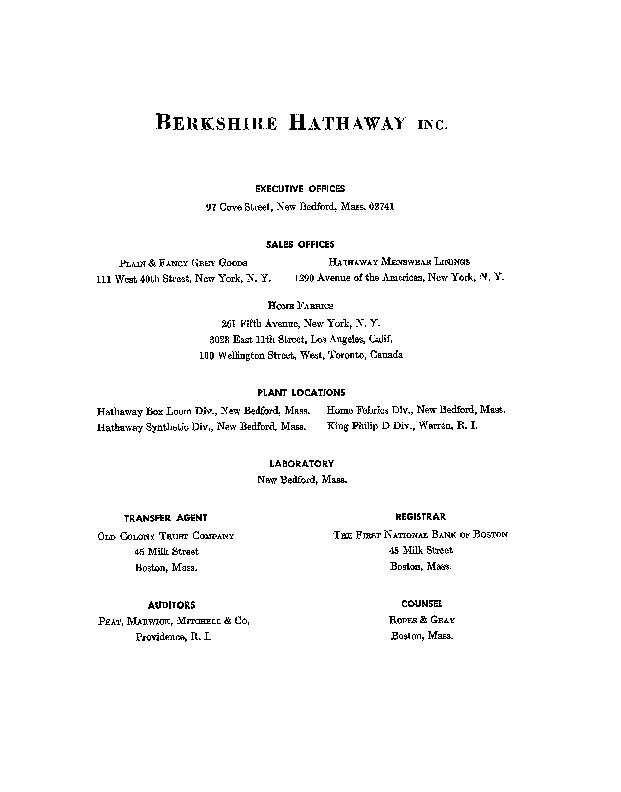 BERKSHIRE HATHAWAY INC.
EXECUTIVE OFFICES
97 Cove Street, New Bedford, Mass. 02741
SALES OFFICES
PLAIN & FANCY GREY GOODS
111 West 40th Street, New York, N. Y.
HATHAWAY MENSWEAR LININGS
1290 Avenue of the Americas, New York, N. Y.
HOME FABRICS
261 Fifth Avenue, New York, N. Y.
3023 East 11th Street, Los Angeles, Calif.
100 Wellington Street, West, Toronto, Canada
PLANT LOCATIONS
Hathaway Box Loom Div., New Bedford, Mass. Home Fabrics Div., New Bedford, Mass.
Hathaway Synthetic Div., New Bedford, Mass. King Philip D Div., Warren, R. I.
LABORATORY
New Bedford, Mass.
TRANSFER AGENT
OLD COLONY TRUST COMPANY
45 Milk Street
Boston, Mass.
REGISTRAR
THE FIRST NATIONAL BANK OF BOSTON
45 Milk Street
Boston, Mass.
AUDITORS
PEAT, MARWICK, MITCHELL & CO.
Providence, R. I.
COUNSEL
ROPES & GRAY
Boston, Mass.